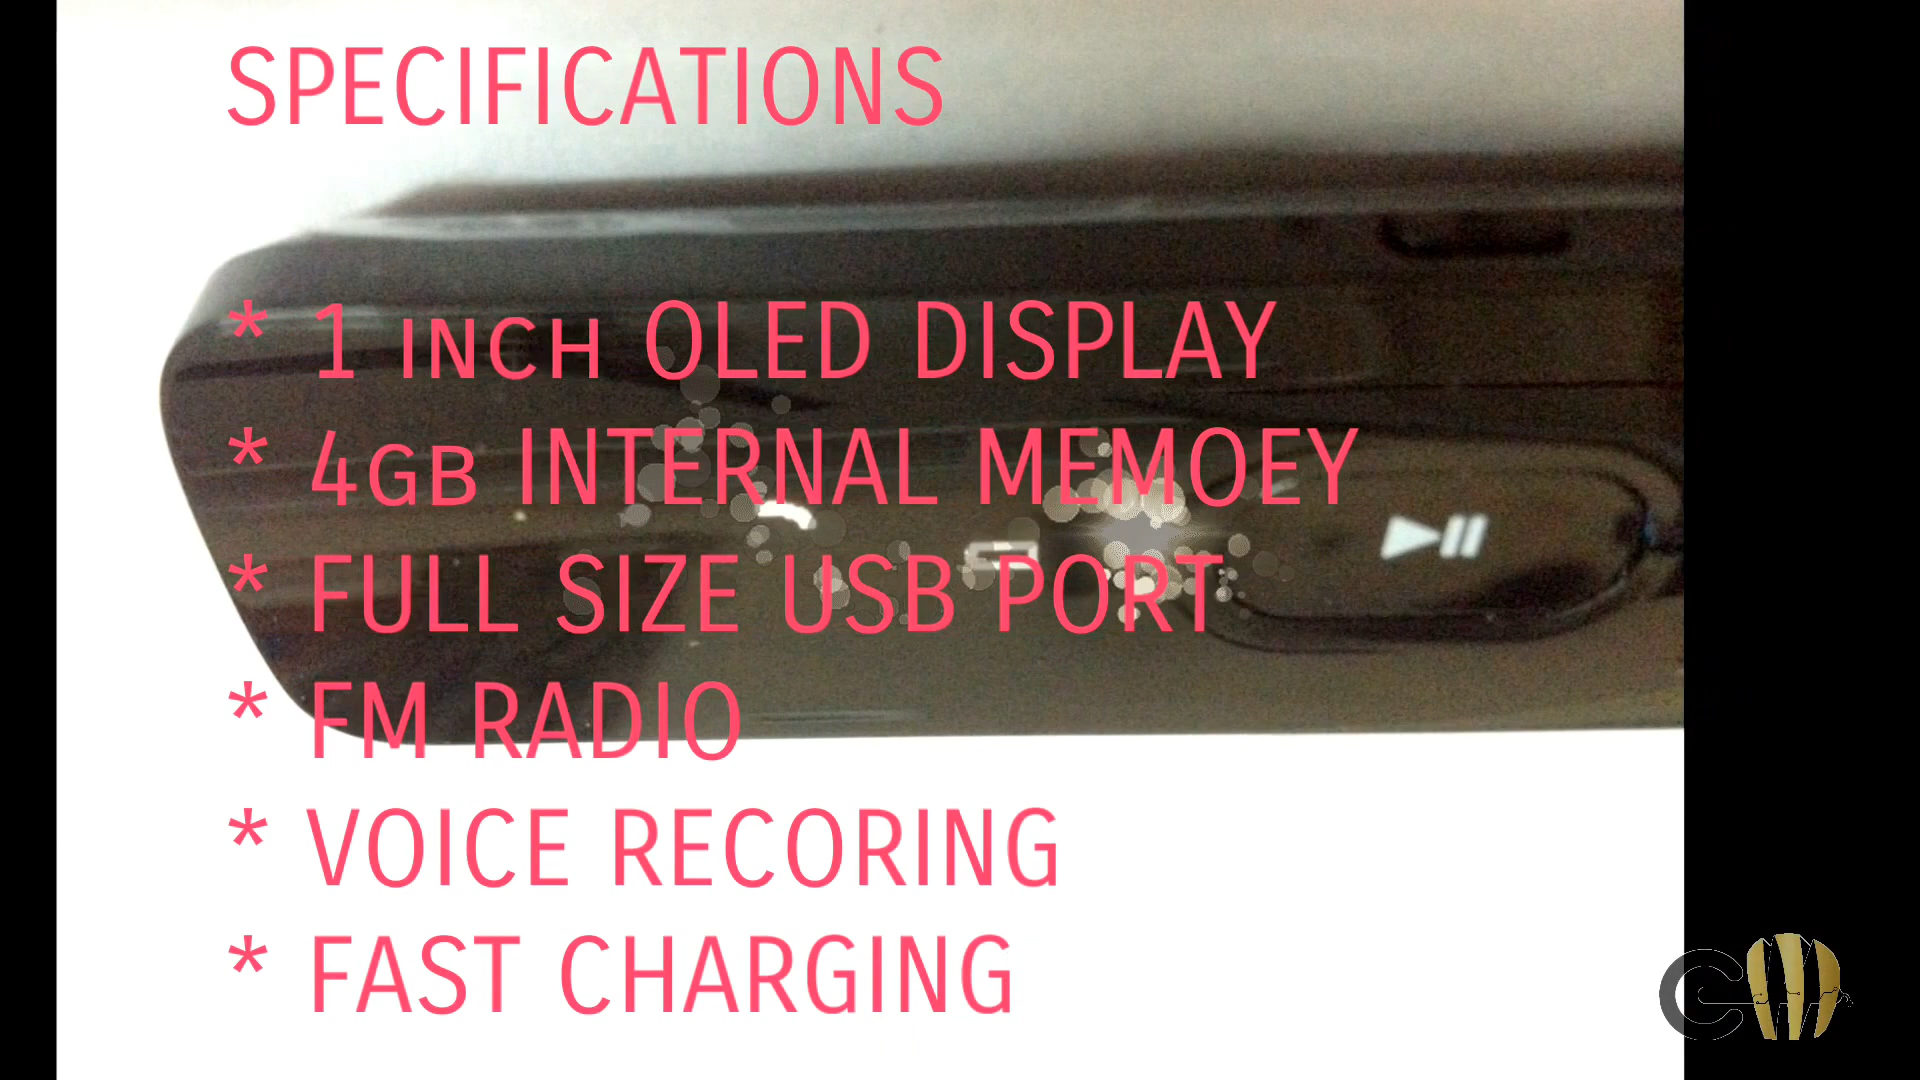 SPECIFICATIONS
* 1 INCH OLED DISPLAY
* 4GB INTERNAL MEMOEY
* FULL SIZE USB PORT
* FM RADIO
* VOICE RECORING
* FAST CHARGING